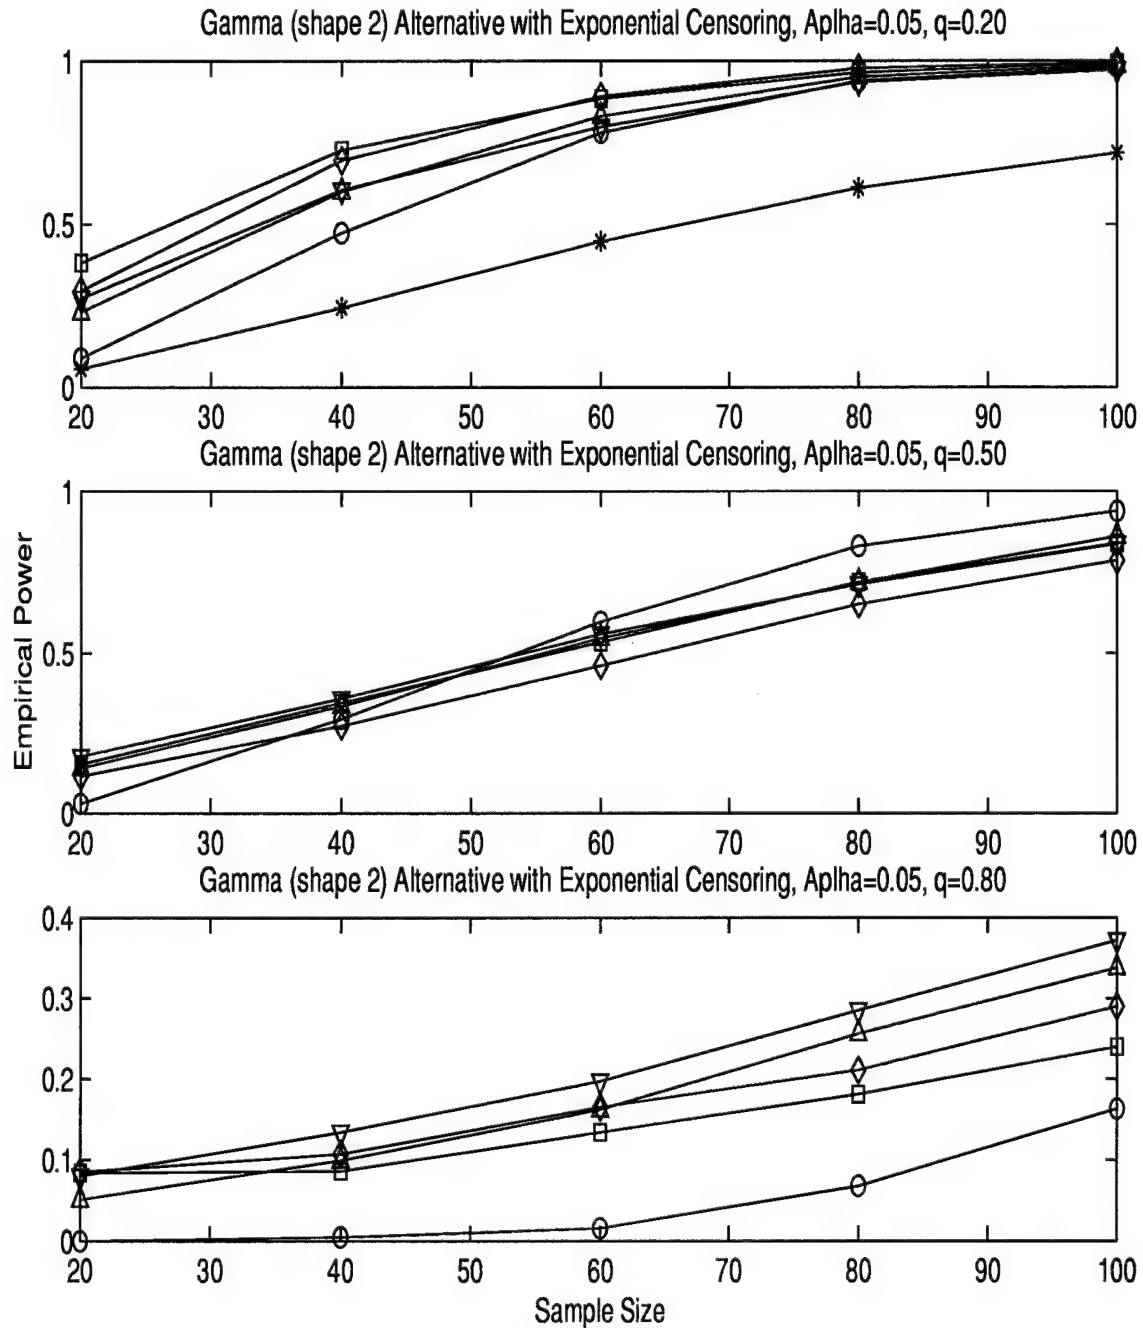 Gamma (shape 2) Alternative with Exponential Censoring, Aplha=0.05, q=0.20
1
0.5
0
20 30 40 50 60 70 80 90 100
Gamma (shape 2) Alternative with Exponential Censoring, Aplha=0.05, q=0.50
1
0.5
0
20 30 40 50 60 70 80 90 100
Empirical Power
Gamma (shape 2) Alternative with Exponential Censoring, Aplha=0.05, q=0.80
0.4
0.3
0.2
0.1
0
20 30 40 50 60 70 80 90 100
Sample Size